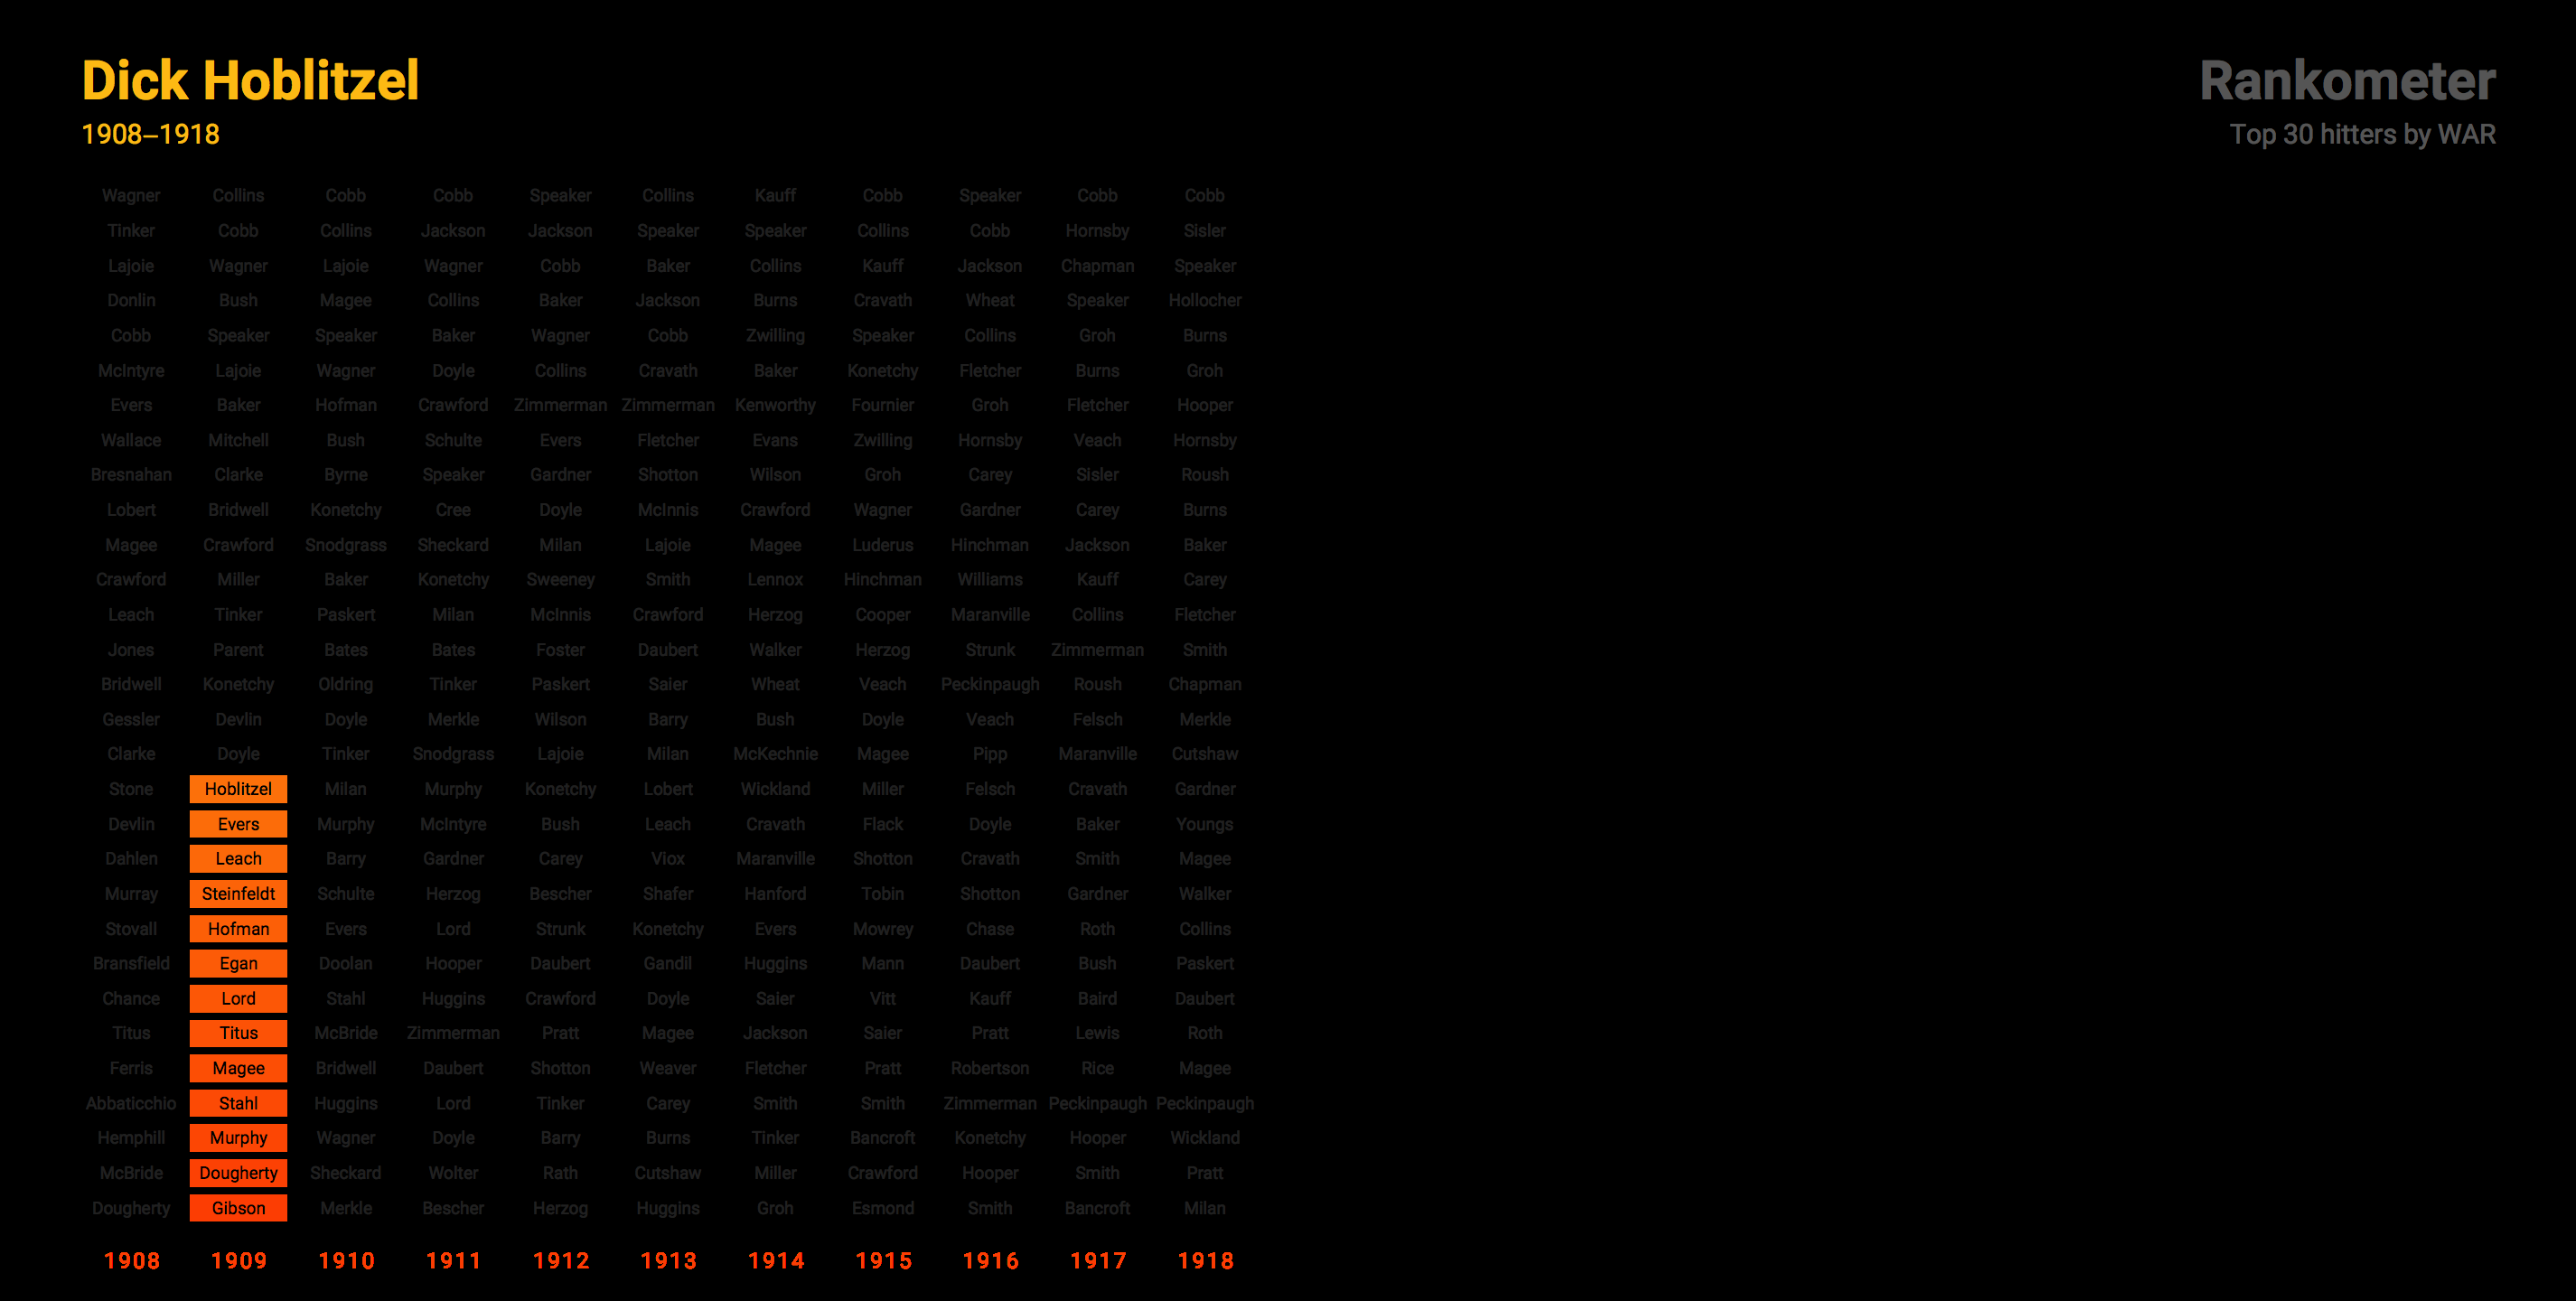 Dick Hoblitzel
1908–1918
Rankometer
Top 30 hitters by WAR
Wagner Collins Cobb Cobb Speaker Collins Kauff Cobb Speaker Cobb Cobb
Tinker Cobb Collins Jackson Jackson Speaker Speaker Collins Cobb Hornsby Sisler
Lajoie Wagner Lajoie Wagner Cobb Baker Collins Kauff Jackson Chapman Speaker
Donlin Bush Magee Collins Baker Jackson Burns Cravath Wheat Speaker Hollocher
Cobb Speaker Speaker Baker Wagner Cobb Zwilling Speaker Collins Groh Burns
McIntyre Lajoie Wagner Doyle Collins Cravath Baker Konetchy Fletcher Burns Groh
Evers Baker Hofman Crawford Zimmerman Zimmerman Kenworthy Fournier Groh Fletcher Hooper
Wallace Mitchell Bush Schulte Evers Fletcher Evans Zwilling Hornsby Veach Hornsby
Bresnahan Clarke Byrne Speaker Gardner Shotton Wilson Groh Carey Sisler Roush
Lobert Bridwell Konetchy Cree Doyle McInnis Crawford Wagner Gardner Carey Burns
Magee Crawford Snodgrass Sheckard Milan Lajoie Magee Luderus Hinchman Jackson Baker
Crawford Miller Baker Konetchy Sweeney Smith Lennox Hinchman Williams Kauff Carey
Leach Tinker Paskert Milan McInnis Crawford Herzog Cooper Maranville Collins Fletcher
Jones Parent Bates Bates Foster Daubert Walker Herzog Strunk Zimmerman Smith
Bridwell Konetchy Oldring Tinker Paskert Saier Wheat Veach Peckinpaugh Roush Chapman
Gessler Devlin Doyle Merkle Wilson Barry Bush Doyle Veach Felsch Merkle
Clarke Doyle Tinker Snodgrass Lajoie Milan McKechnie Magee Pipp Maranville Cutshaw
Stone Hoblitzel Milan Murphy Konetchy Lobert Wickland Miller Felsch Cravath Gardner
Devlin Evers Murphy McIntyre Bush Leach Cravath Flack Doyle Baker Youngs
Dahlen Leach Barry Gardner Carey Viox Maranville Shotton Cravath Smith Magee
Murray Steinfeldt Schulte Herzog Bescher Shafer Hanford Tobin Shotton Gardner Walker
Stovall Hofman Evers Lord Strunk Konetchy Evers Mowrey Chase Roth Collins
Bransfield Egan Doolan Hooper Daubert Gandil Huggins Mann Daubert Bush Paskert
Chance Lord Stahl Huggins Crawford Doyle Saier Vitt Kauff Baird Daubert
Titus Titus McBride Zimmerman Pratt Magee Jackson Saier Pratt Lewis Roth
Ferris Magee Bridwell Daubert Shotton Weaver Fletcher Pratt Robertson Rice Magee
Abbaticchio Stahl Huggins Lord Tinker Carey Smith Smith Zimmerman Peckinpaugh Peckinpaugh
Hemphill Murphy Wagner Doyle Barry Burns Tinker Bancroft Konetchy Hooper Wickland
McBride Dougherty Sheckard Wolter Rath Cutshaw Miller Crawford Hooper Smith Pratt
Dougherty Gibson Merkle Bescher Herzog Huggins Groh Esmond Smith Bancroft Milan
1908 1909 1910 1911 1912 1913 1914 1915 1916 1917 1918